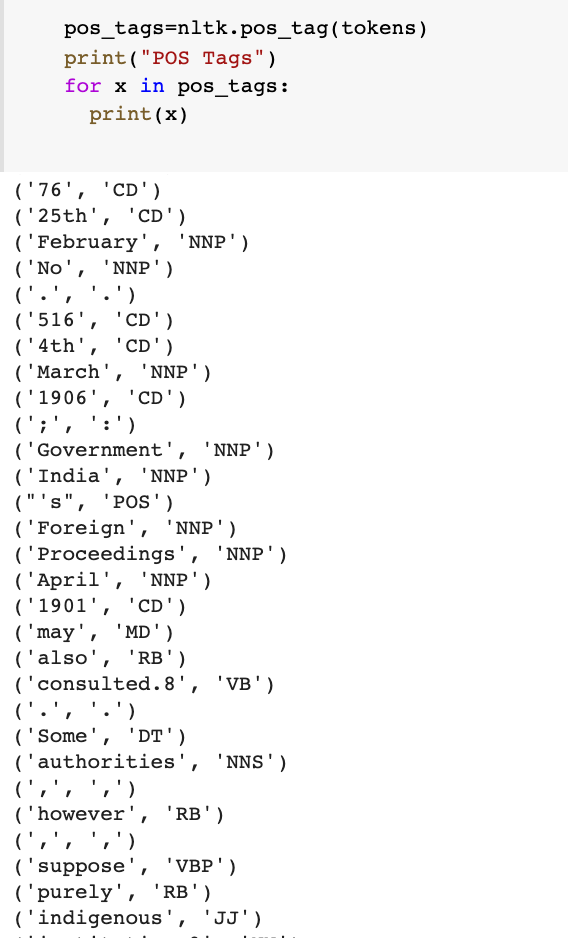 pos_tags=nltk.pos_tag(tokens)
print("POS Tags")
for x in pos_tags:
  print(x)
('76', 'CD')
('25th', 'CD')
('February', 'NNP')
('No', 'NNP')
('.', '.')
('516', 'CD')
('4th', 'CD')
('March', 'NNP')
('1906', 'CD')
(';', ':')
('Government', 'NNP')
('India', 'NNP')
("'s", 'POS')
('Foreign', 'NNP')
('Proceedings', 'NNP')
('April', 'NNP')
('1901', 'CD')
('may', 'MD')
('also', 'RB')
('consulted.8', 'VB')
('.', '.')
('Some', 'DT')
('authorities', 'NNS')
(',', ',')
('however', 'RB')
(',', ',')
('suppose', 'VBP')
('purely', 'RB')
('indigenous', 'JJ')